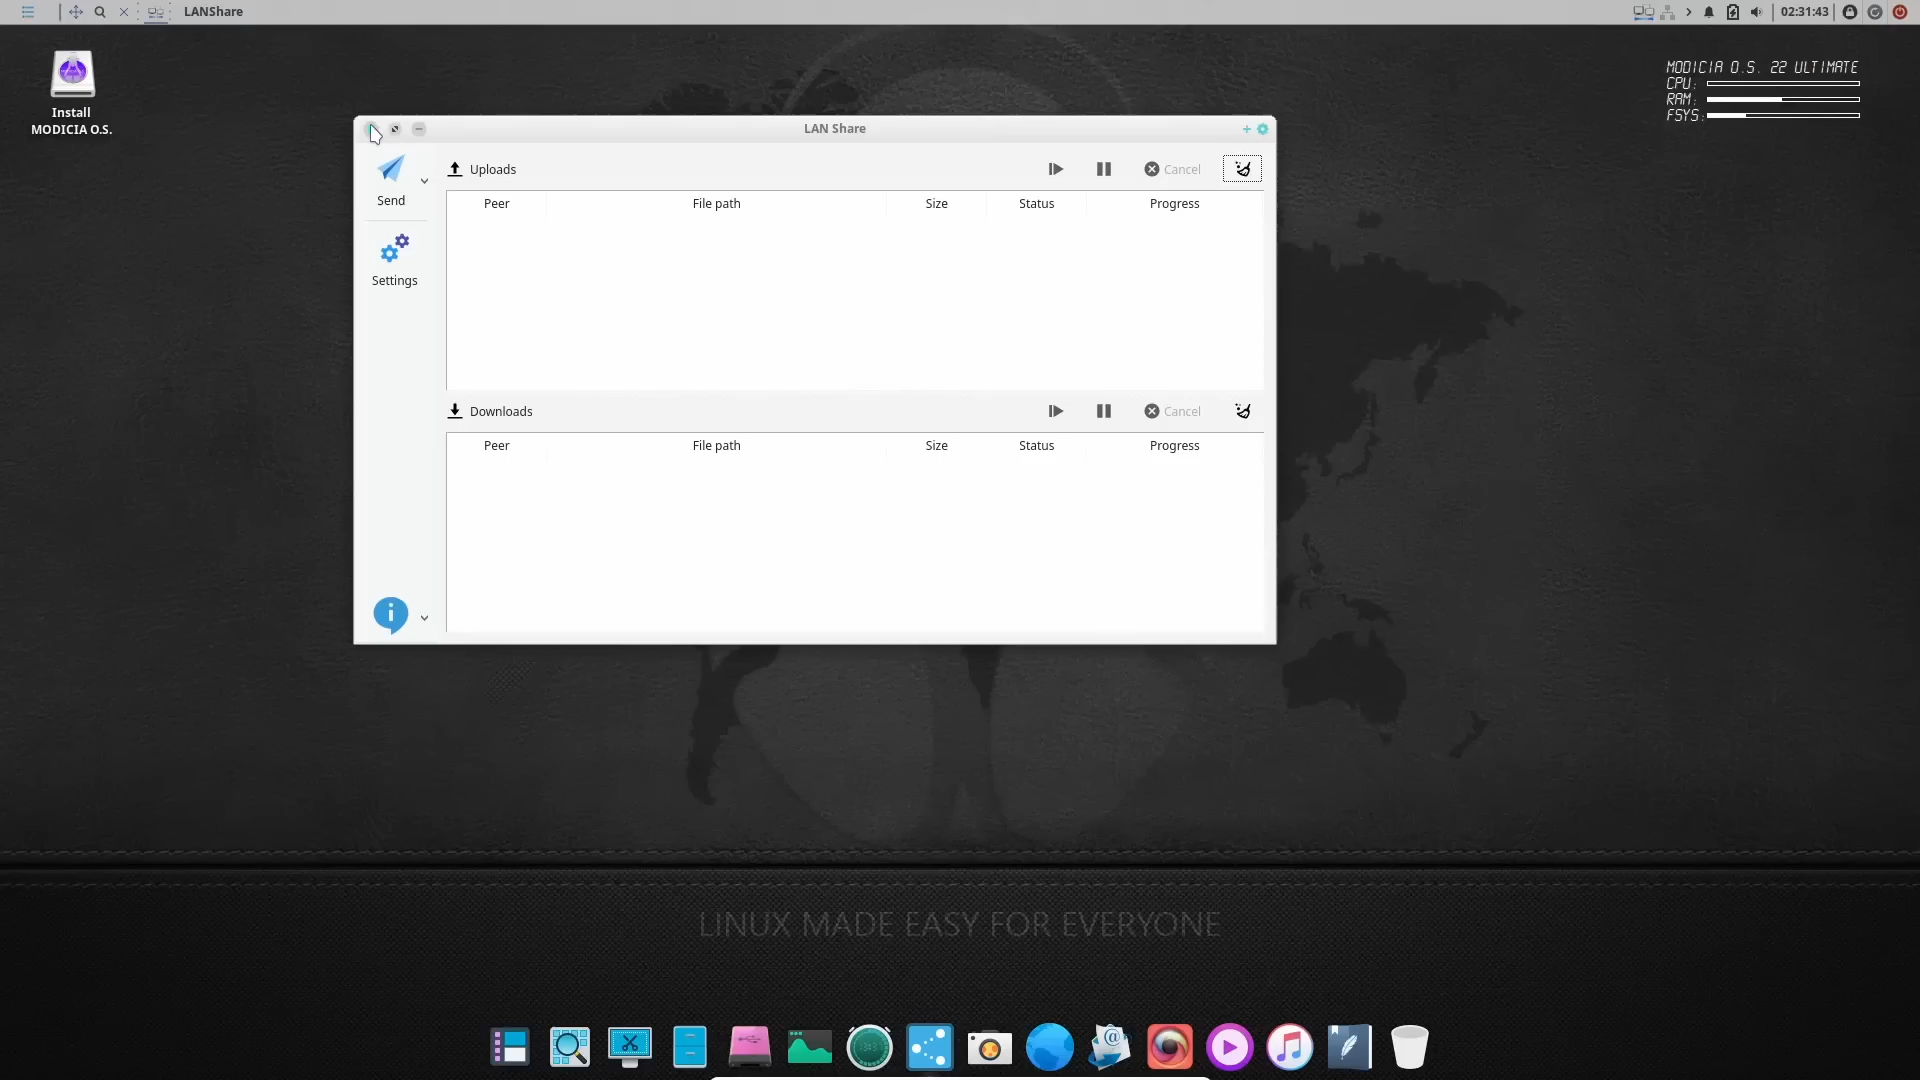 LANShare
02:31:43
Install
MODICIA O.S.
MODICIA O.S. 22 ULTIMATE
CPU:
RAM:
FSYS:
LAN Share
Send
Settings
Uploads
Cancel
Peer File path Size Status Progress
Downloads
Cancel
Peer File path Size Status Progress
LINUX MADE EASY FOR EVERYONE